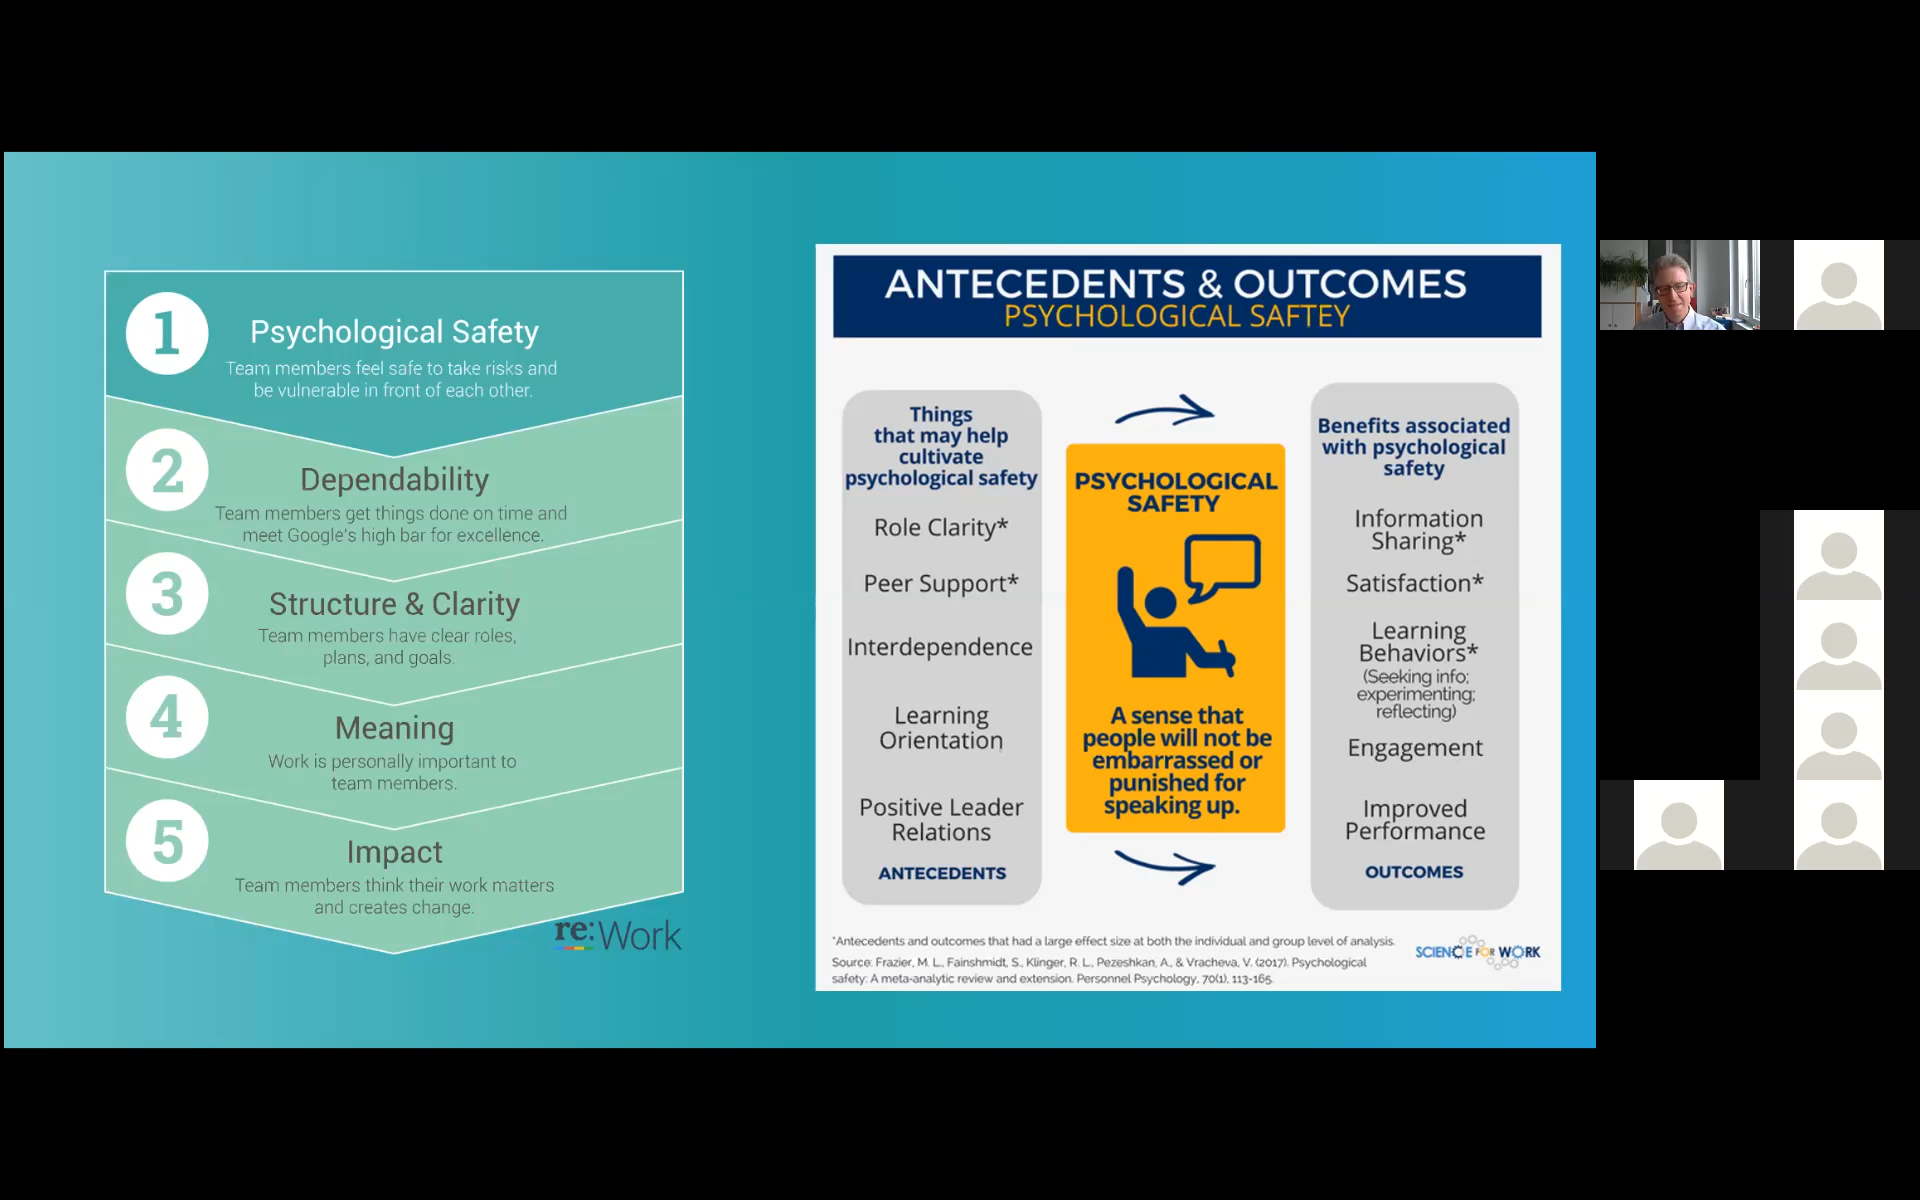 1
Psychological Safety
Team members feel safe to take risks and
be vulnerable in front of each other.
2
Dependability
Team members get things done on time and
meet Google's high bar for excellence.
3
Structure & Clarity
Team members have clear roles,
plans, and goals.
4
Meaning
Work is personally important to
team members.
5
Impact
Team members think their work matters
and creates change.
re:Work
ANTECEDENTS & OUTCOMES
PSYCHOLOGICAL SAFTEY
Things
that may help
cultivate
psychological safety
Role Clarity*
Peer Support*
Interdependence
Learning
Orientation
Positive Leader
Relations
ANTECEDENTS
PSYCHOLOGICAL
SAFETY
A sense that
people will not be
embarrassed or
punished for
speaking up.
Benefits associated
with psychological
safety
Information
Sharing*
Satisfaction*
Learning
Behaviors*
(Seeking info;
experimenting;
reflecting)
Engagement
Improved
Performance
OUTCOMES
*Antecedents and outcomes that had a large effect size at both the individual and group level of analysis.
Source: Frazier, M. L., Fainshmidt, S., Klinger, R. L., Pezeshkan, A., & Vracheva, V. (2017). Psychological
safety: A meta-analytic review and extension. Personnel Psychology, 70(1), 113-165.
SCIENCE FOR WORK